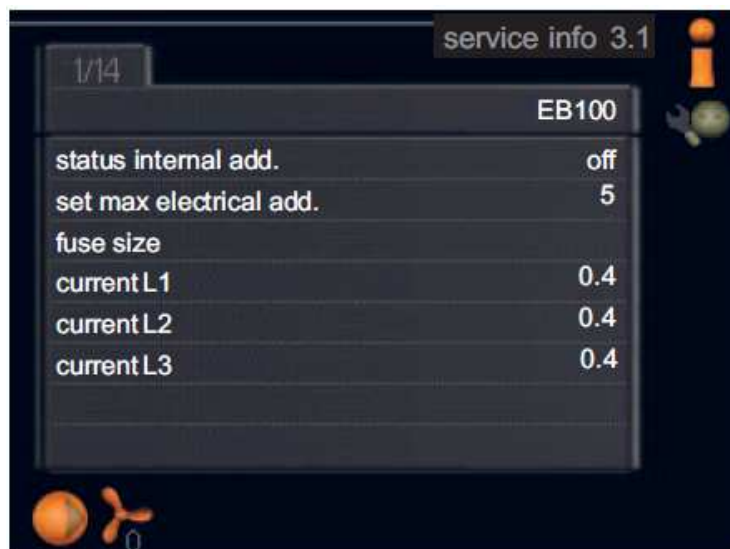 service info 3.1
1/14
EB100
status internal add. off
set max electrical add. 5
fuse size
current L1 0.4
current L2 0.4
current L3 0.4
0